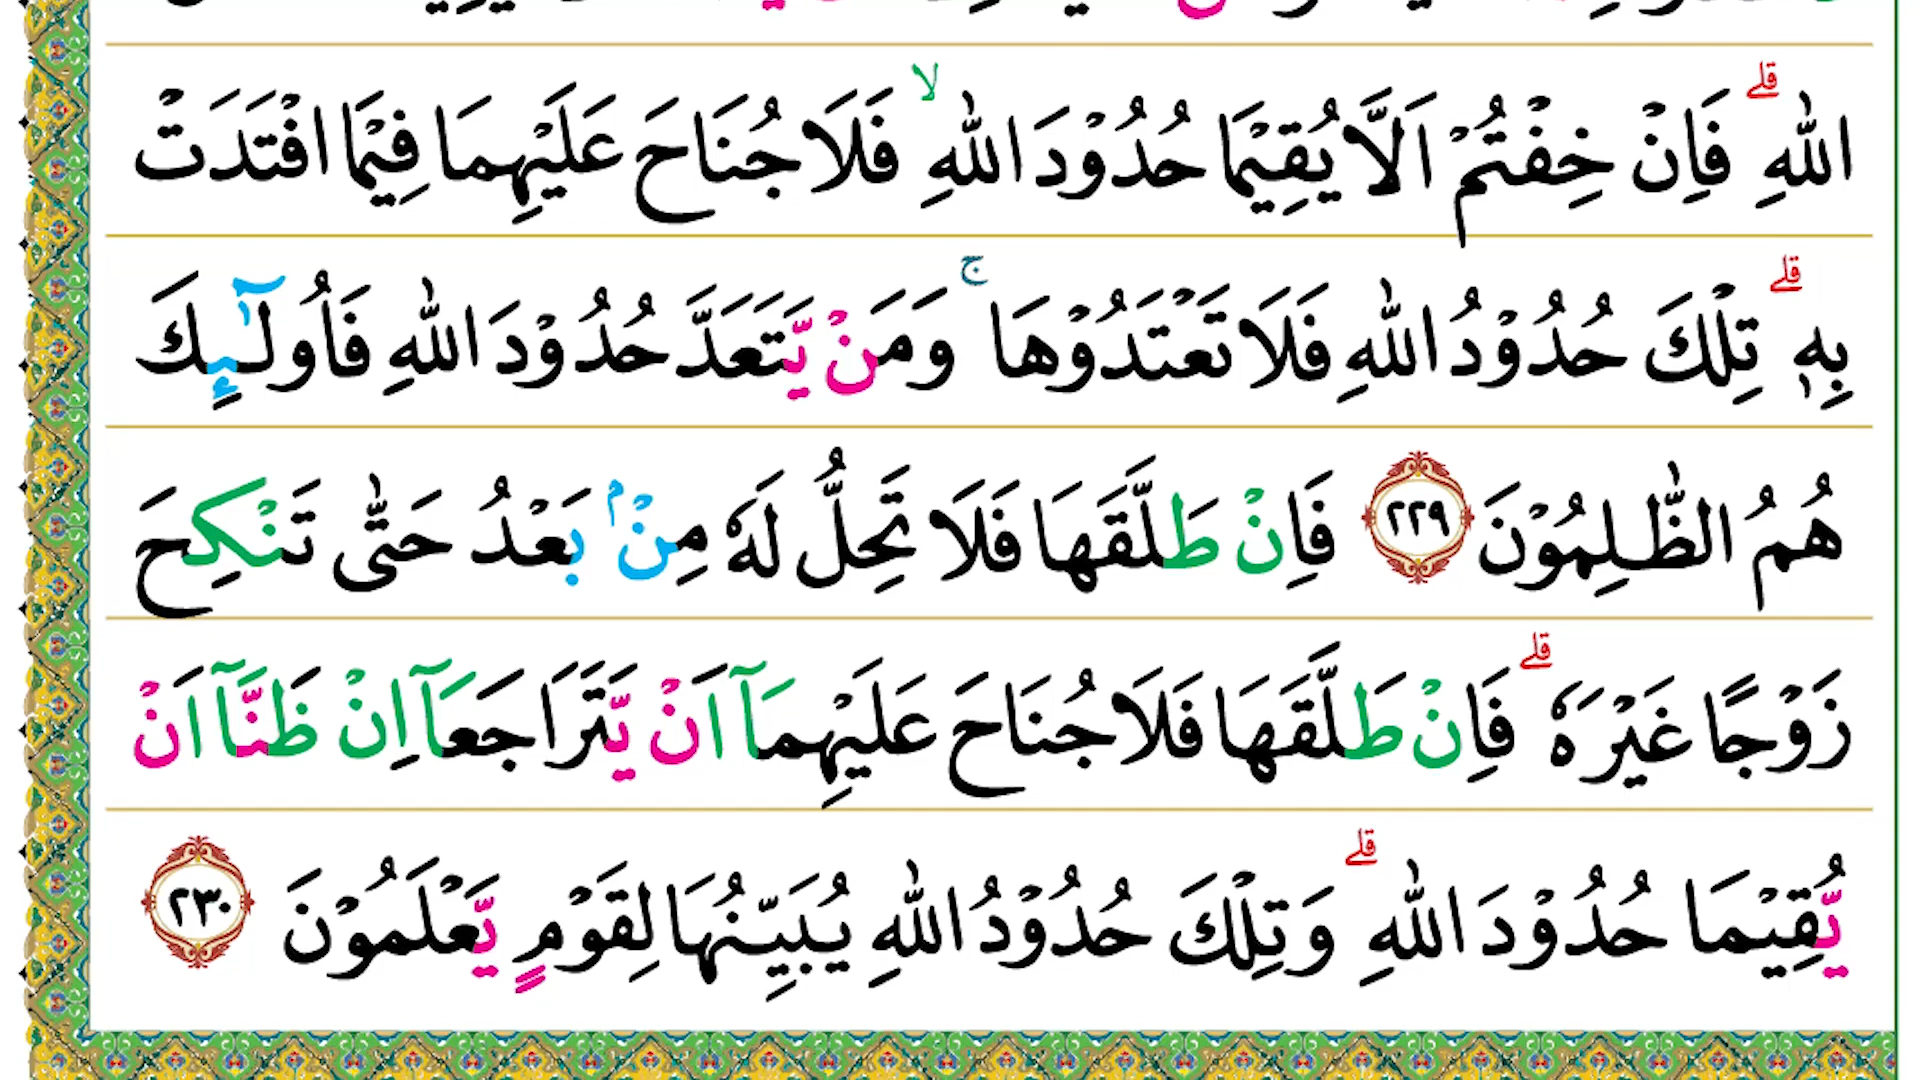 اللّٰهِ ۗ فَاِنْ خِفْتُمْ اَلَّا يُقِيْمَا حُدُوْدَ اللّٰهِ ۙ فَلَا جُنَاحَ عَلَيْهِمَا فِيْمَا افْتَدَتْ
بِهٖ ۗ تِلْكَ حُدُوْدُ اللّٰهِ فَلَا تَعْتَدُوْهَا ۚ وَمَنْ يَّتَعَدَّ حُدُوْدَ اللّٰهِ فَاُولٰٓئِكَ
هُمُ الظّٰلِمُوْنَ ﴿٢٢٩﴾ فَاِنْ طَلَّقَهَا فَلَا تَحِلُّ لَهٗ مِنْۢ بَعْدُ حَتّٰى تَنْكِحَ
زَوْجًا غَيْرَهٗ ۗ فَاِنْ طَلَّقَهَا فَلَا جُنَاحَ عَلَيْهِمَآ اَنْ يَّتَرَاجَعَآ اِنْ ظَنَّآ اَنْ
يُّقِيْمَا حُدُوْدَ اللّٰهِ ۗ وَتِلْكَ حُدُوْدُ اللّٰهِ يُبَيِّنُهَا لِقَوْمٍ يَّعْلَمُوْنَ ﴿٢٣٠﴾